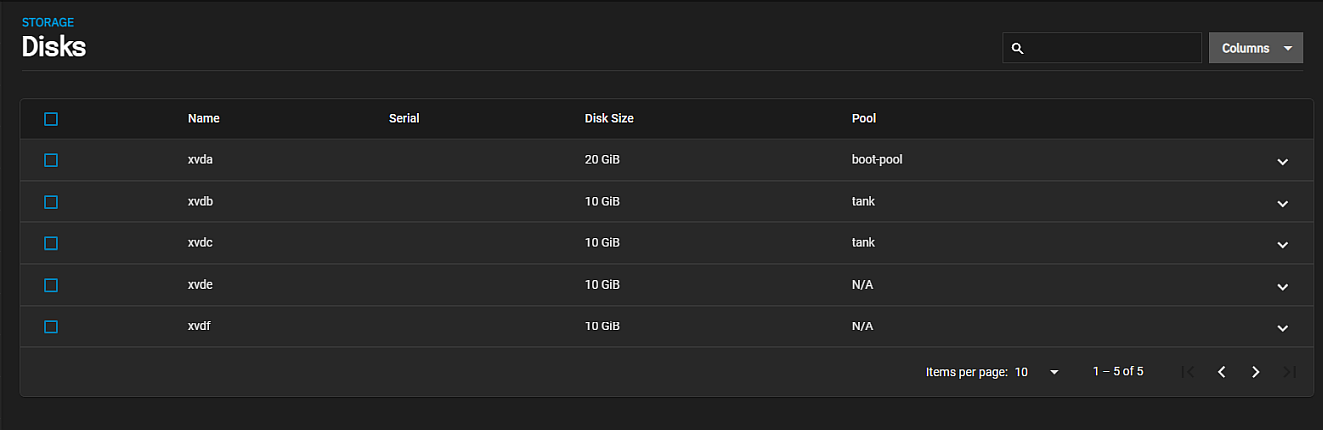 STORAGE
Disks
Columns
Name Serial Disk Size Pool
xvda 20 GiB boot-pool
xvdb 10 GiB tank
xvdc 10 GiB tank
xvde 10 GiB N/A
xvdf 10 GiB N/A
Items per page: 10 1 – 5 of 5